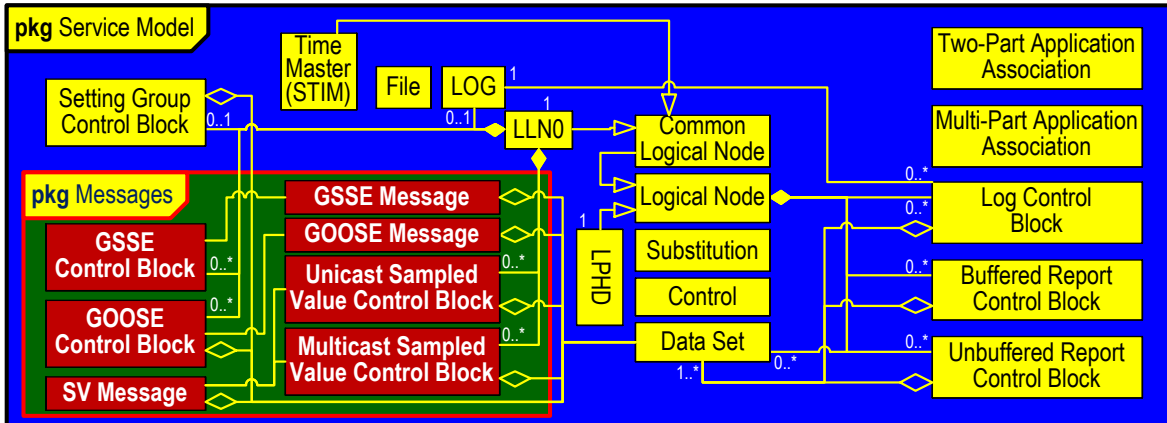 pkg Service Model
Time
Master
(STIM)
File
LOG
1
Two-Part Application
Association
Setting Group
Control Block
0..1
0..1
1
LLN0
Common
Logical Node
Multi-Part Application
Association
pkg Messages
GSSE Message
GOOSE Message
GSSE
Control Block
0..*
Unicast Sampled
Value Control Block
0..*
0..*
GOOSE
Control Block
Multicast Sampled
Value Control Block
0..*
SV Message
Logical Node
1
LPHD
Substitution
Control
Data Set
1..*
0..*
0..*
Log Control
Block
0..*
Buffered Report
Control Block
0..*
Unbuffered Report
Control Block
0..*